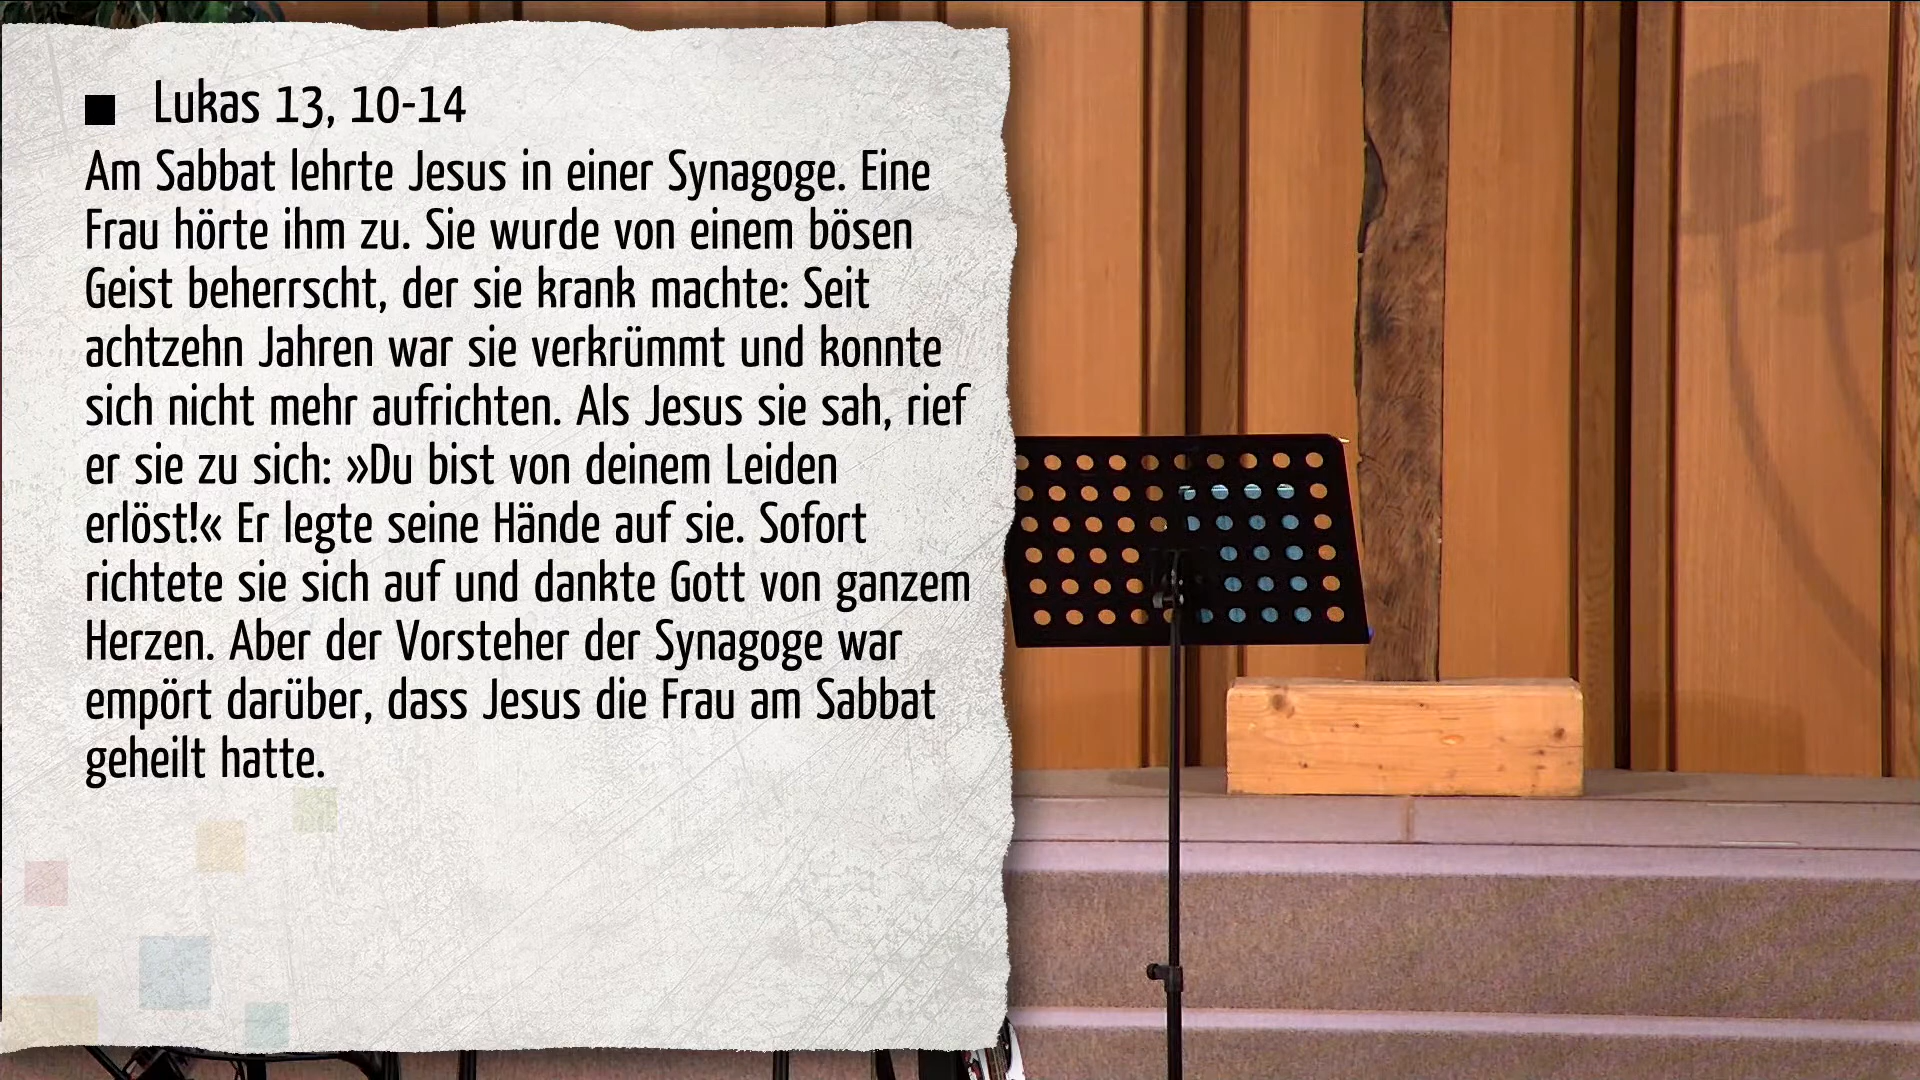 Lukas 13, 10-14
Am Sabbat lehrte Jesus in einer Synagoge. Eine
Frau hörte ihm zu. Sie wurde von einem bösen
Geist beherrscht, der sie krank machte: Seit
achtzehn Jahren war sie verkrümmt und konnte
sich nicht mehr aufrichten. Als Jesus sie sah, rief
er sie zu sich: »Du bist von deinem Leiden
erlöst!« Er legte seine Hände auf sie. Sofort
richtete sie sich auf und dankte Gott von ganzem
Herzen. Aber der Vorsteher der Synagoge war
empört darüber, dass Jesus die Frau am Sabbat
geheilt hatte.